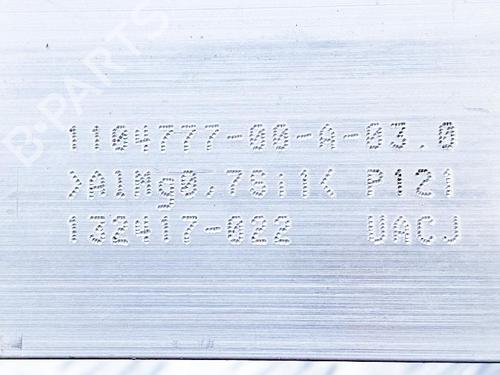 B-PARTS
1104777-00-A-03.0
>AlMg0,7Si1< P121
132417-022 UACJ